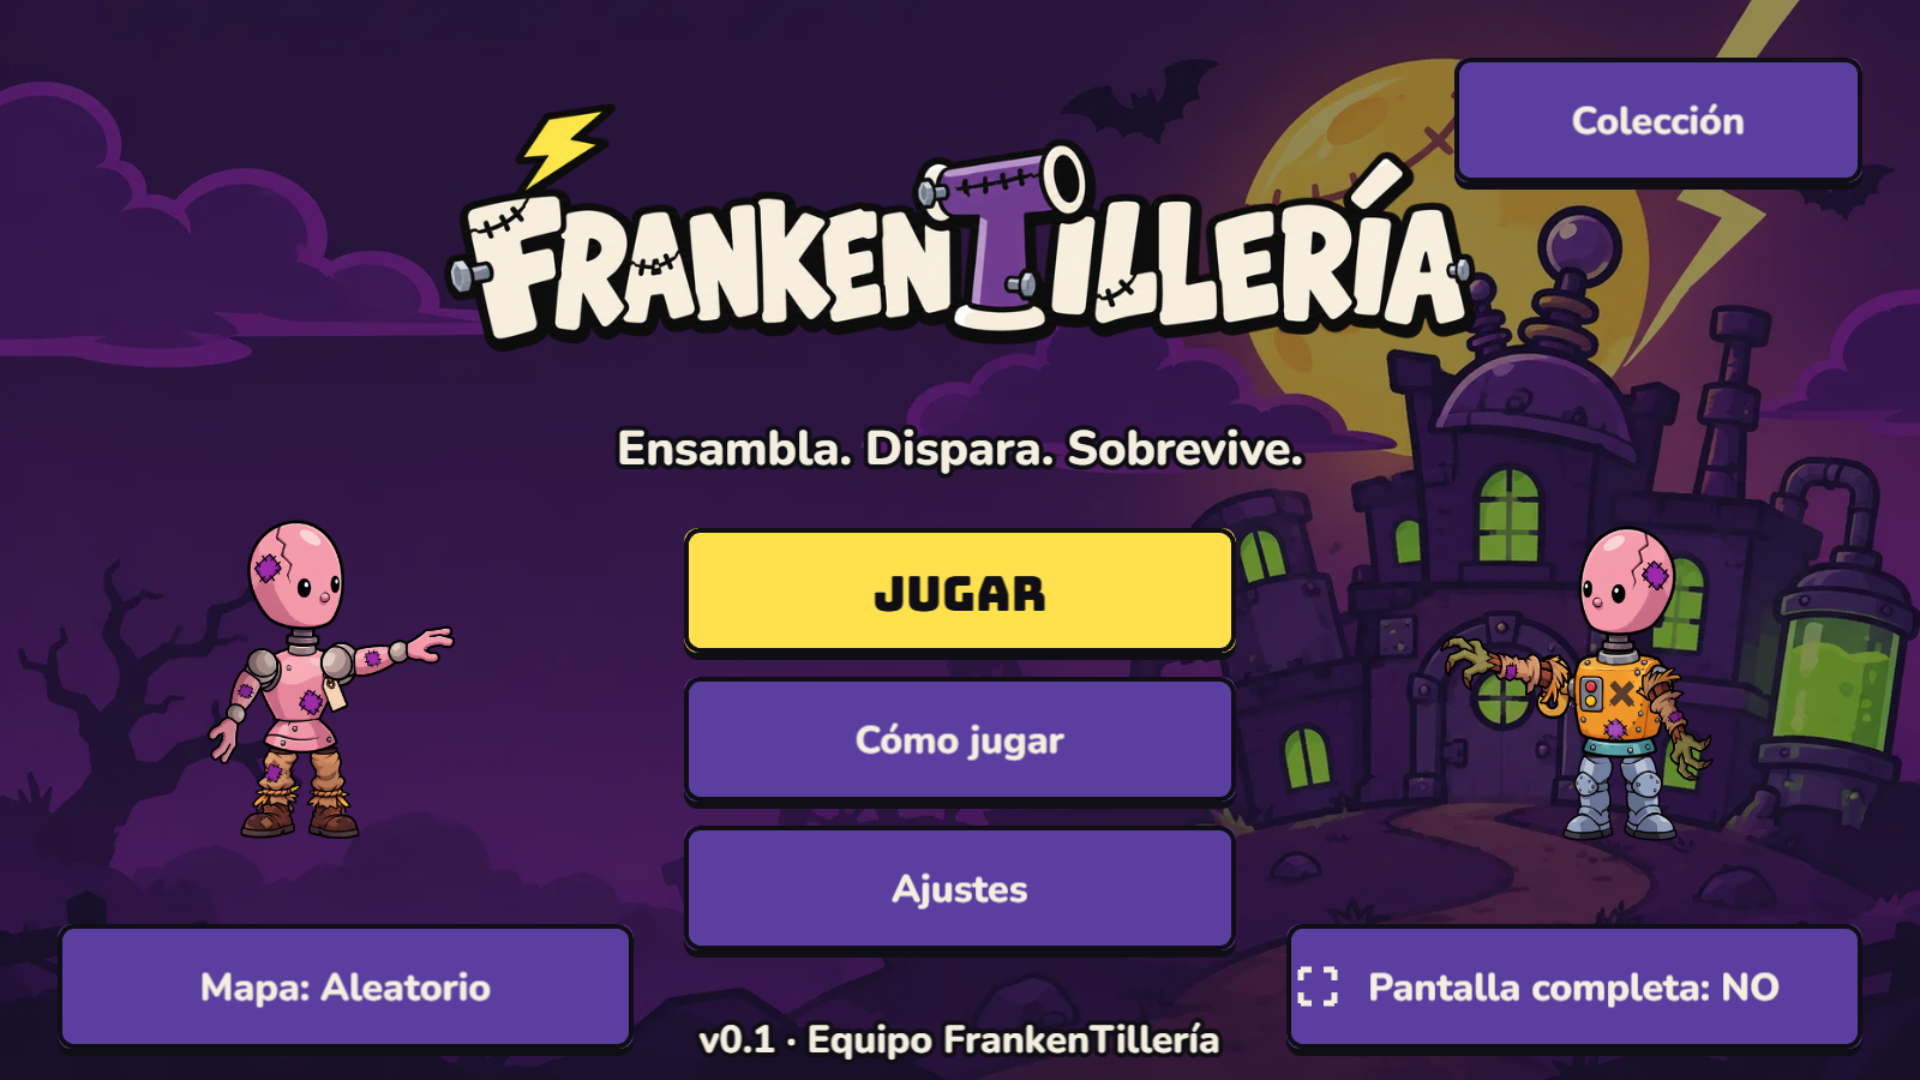 Colección
FRANKENTILLERÍA
Ensambla. Dispara. Sobrevive.
JUGAR
Cómo jugar
Ajustes
Mapa: Aleatorio
Pantalla completa: NO
v0.1 · Equipo FrankenTillería